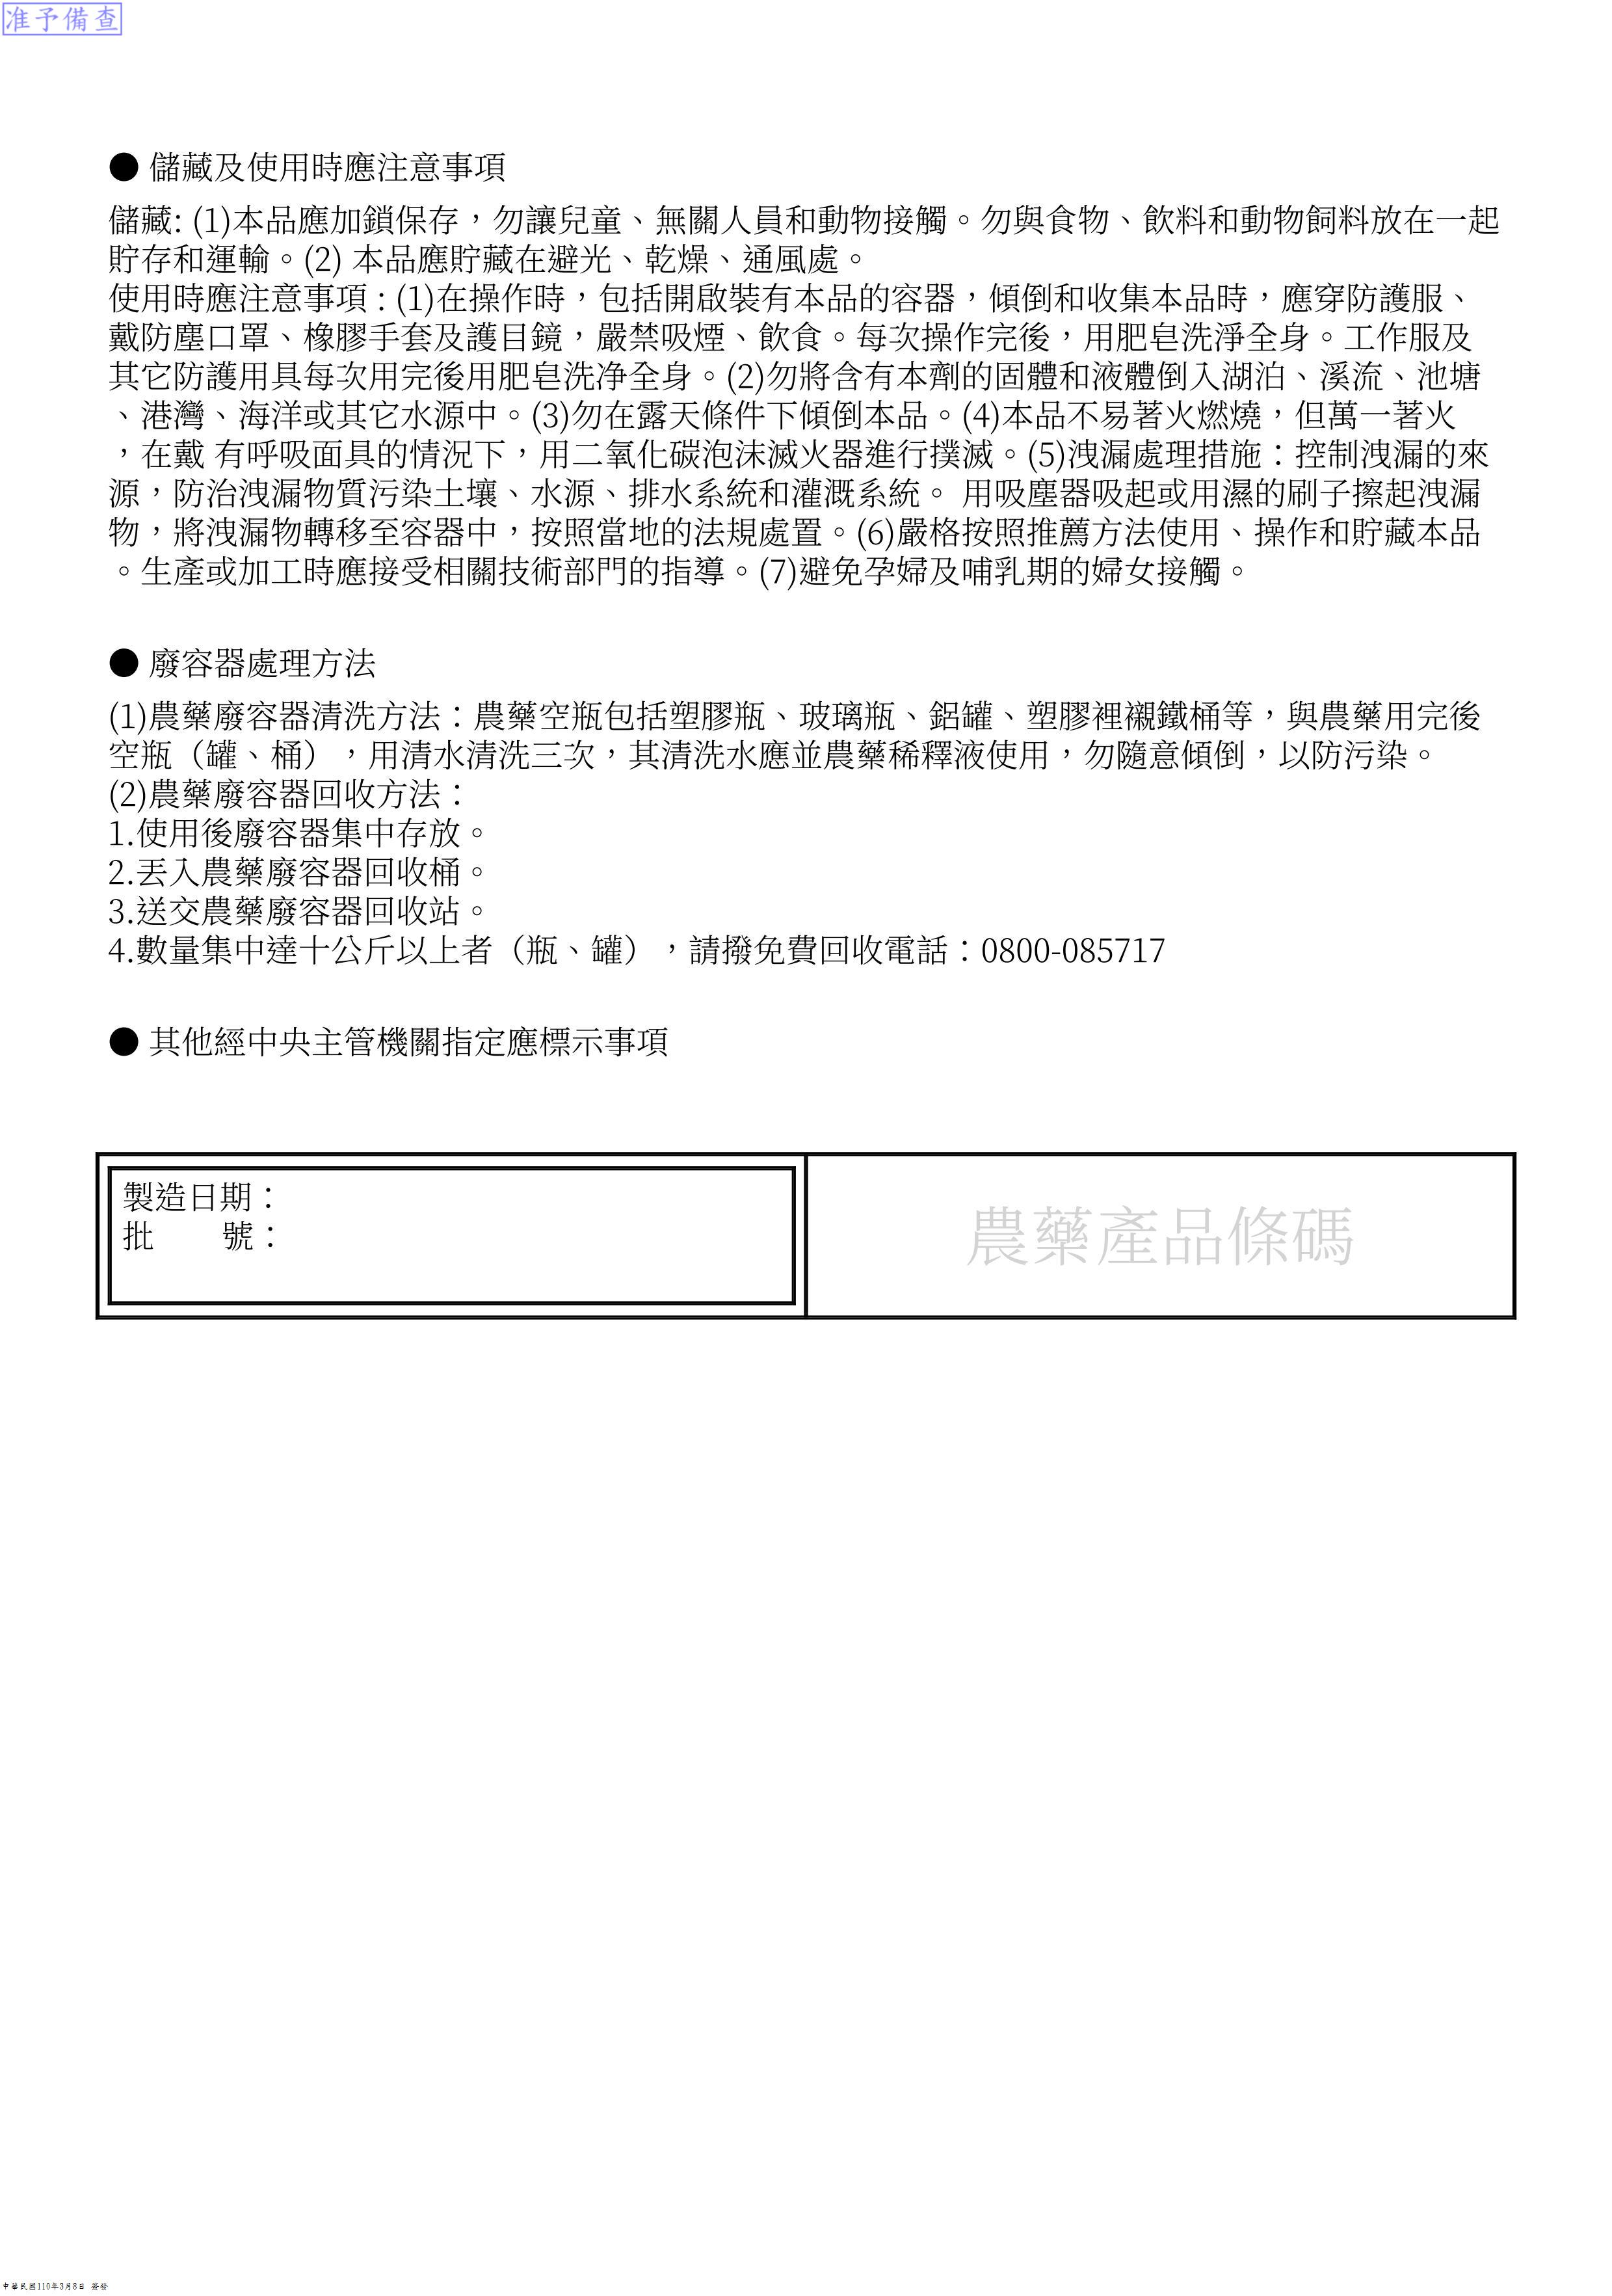 准予備查
● 儲藏及使用時應注意事項
儲藏: (1)本品應加鎖保存，勿讓兒童、無關人員和動物接觸。勿與食物、飲料和動物飼料放在一起
貯存和運輸。(2) 本品應貯藏在避光、乾燥、通風處。
使用時應注意事項 : (1)在操作時，包括開啟裝有本品的容器，傾倒和收集本品時，應穿防護服、
戴防塵口罩、橡膠手套及護目鏡，嚴禁吸煙、飲食。每次操作完後，用肥皂洗淨全身。工作服及
其它防護用具每次用完後用肥皂洗净全身。(2)勿將含有本劑的固體和液體倒入湖泊、溪流、池塘
、港灣、海洋或其它水源中。(3)勿在露天條件下傾倒本品。(4)本品不易著火燃燒，但萬一著火
，在戴 有呼吸面具的情況下，用二氧化碳泡沫滅火器進行撲滅。(5)洩漏處理措施：控制洩漏的來
源，防治洩漏物質污染土壤、水源、排水系統和灌溉系統。 用吸塵器吸起或用濕的刷子擦起洩漏
物，將洩漏物轉移至容器中，按照當地的法規處置。(6)嚴格按照推薦方法使用、操作和貯藏本品
。生產或加工時應接受相關技術部門的指導。(7)避免孕婦及哺乳期的婦女接觸。
● 廢容器處理方法
(1)農藥廢容器清洗方法：農藥空瓶包括塑膠瓶、玻璃瓶、鋁罐、塑膠裡襯鐵桶等，與農藥用完後
空瓶（罐、桶），用清水清洗三次，其清洗水應並農藥稀釋液使用，勿隨意傾倒，以防污染。
(2)農藥廢容器回收方法：
1.使用後廢容器集中存放。
2.丟入農藥廢容器回收桶。
3.送交農藥廢容器回收站。
4.數量集中達十公斤以上者（瓶、罐），請撥免費回收電話：0800-085717
● 其他經中央主管機關指定應標示事項
製造日期：
批　　號：
農藥產品條碼
中華民國110年3月8日 簽發